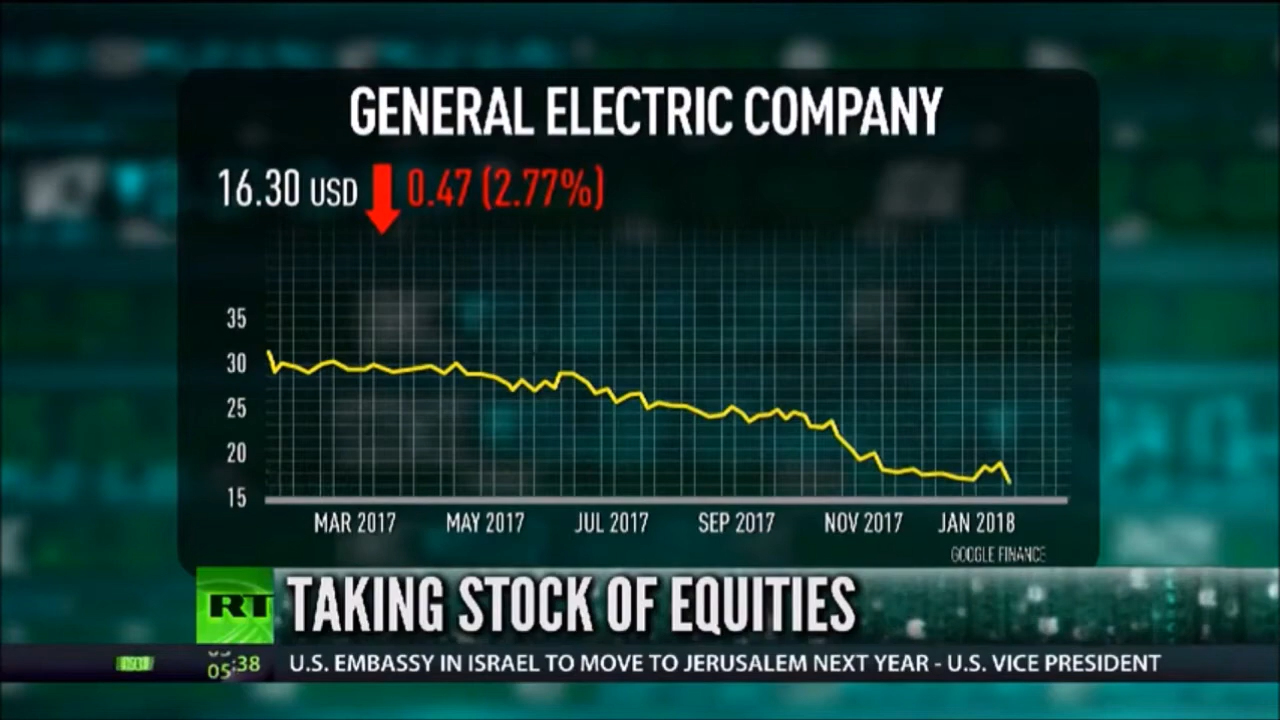 GENERAL ELECTRIC COMPANY
16.30 USD 0.47 (2.77%)
35
30
25
20
15
MAR 2017 MAY 2017 JUL 2017 SEP 2017 NOV 2017 JAN 2018
GOOGLE FINANCE
RT TAKING STOCK OF EQUITIES
05:38 U.S. EMBASSY IN ISRAEL TO MOVE TO JERUSALEM NEXT YEAR - U.S. VICE PRESIDENT